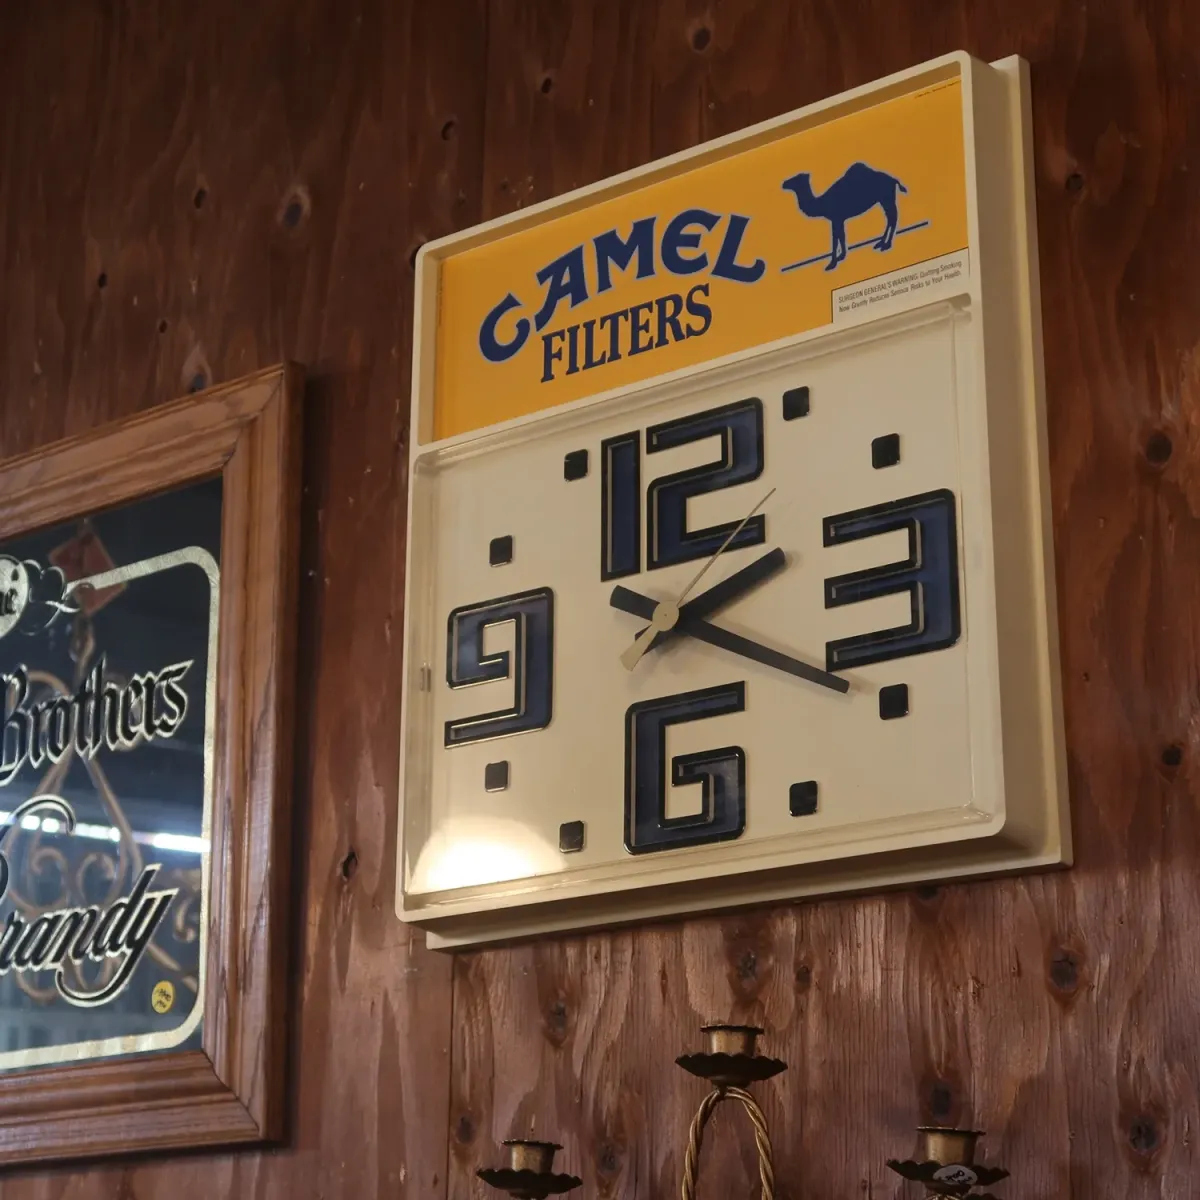 CAMEL
FILTERS
SURGEON GENERAL'S WARNING: Quitting Smoking
Now Greatly Reduces Serious Risks to Your Health.
12
3
9
6
Brothers
Brandy